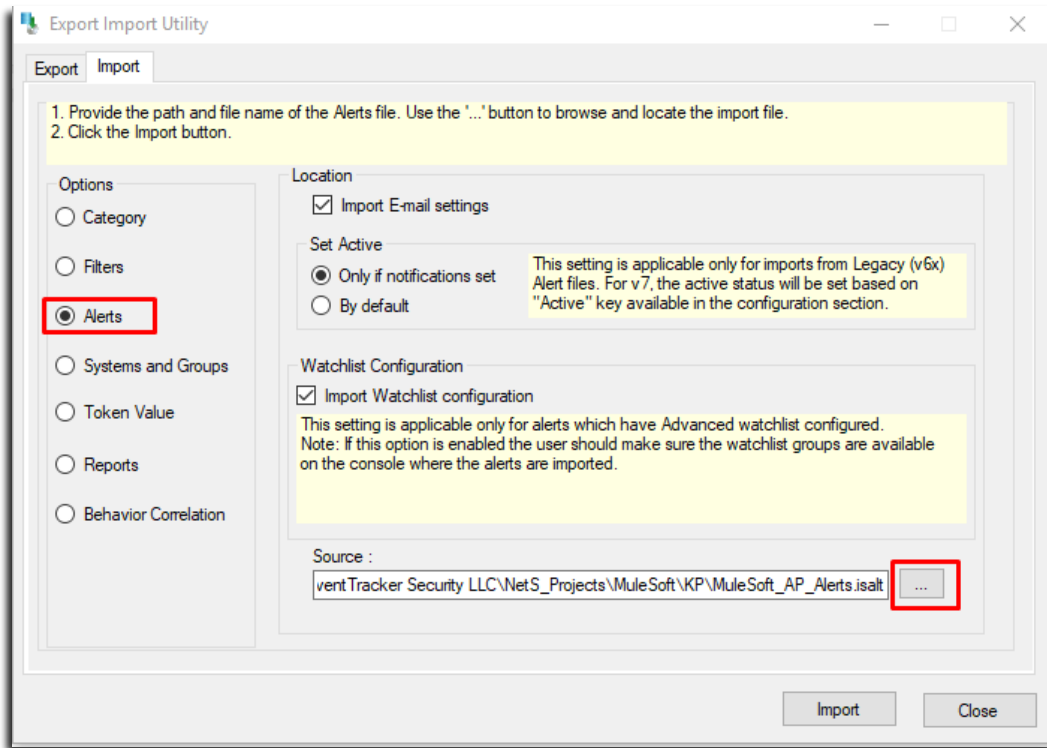 Export Import Utility
Export
Import
1. Provide the path and file name of the Alerts file. Use the '...' button to browse and locate the import file.
2. Click the Import button.
Options
Category
Filters
Alerts
Systems and Groups
Token Value
Reports
Behavior Correlation
Location
Import E-mail settings
Set Active
Only if notifications set
By default
This setting is applicable only for imports from Legacy (v6x)
Alert files. For v7, the active status will be set based on
"Active" key available in the configuration section.
Watchlist Configuration
Import Watchlist configuration
This setting is applicable only for alerts which have Advanced watchlist configured.
Note: If this option is enabled the user should make sure the watchlist groups are available
on the console where the alerts are imported.
Source :
ventTracker Security LLC\NetS_Projects\MuleSoft\KP\MuleSoft_AP_Alerts.isalt
...
Import
Close